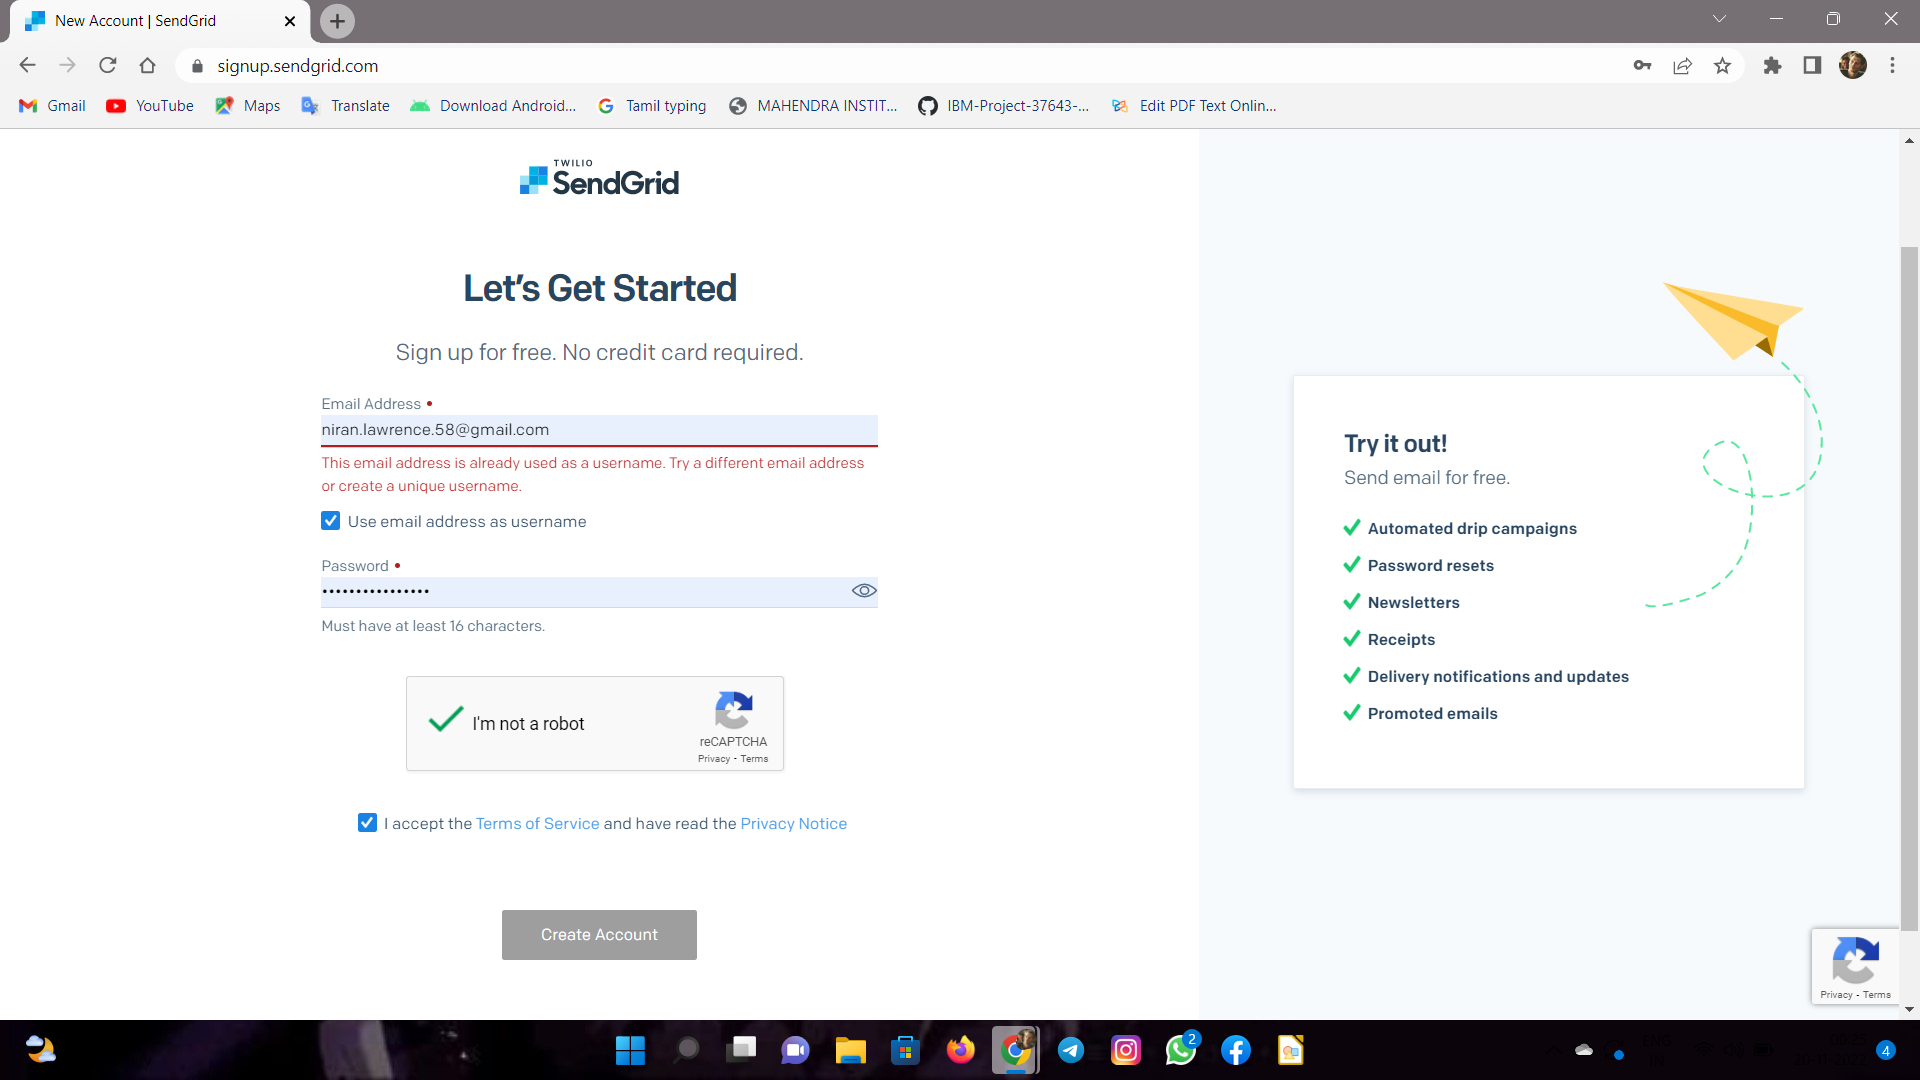 New Account | SendGrid
signup.sendgrid.com
Gmail
YouTube
Maps
Translate
Download Android...
Tamil typing
MAHENDRA INSTIT...
IBM-Project-37643-...
Edit PDF Text Onlin...
TWILIO
SendGrid
Let's Get Started
Sign up for free. No credit card required.
Email Address •
niran.lawrence.58@gmail.com
This email address is already used as a username. Try a different email address
or create a unique username.
Use email address as username
Password •
••••••••••••••••
Must have at least 16 characters.
I'm not a robot
reCAPTCHA
Privacy - Terms
I accept the Terms of Service and have read the Privacy Notice
Create Account
Try it out!
Send email for free.
Automated drip campaigns
Password resets
Newsletters
Receipts
Delivery notifications and updates
Promoted emails
Privacy - Terms
2
4